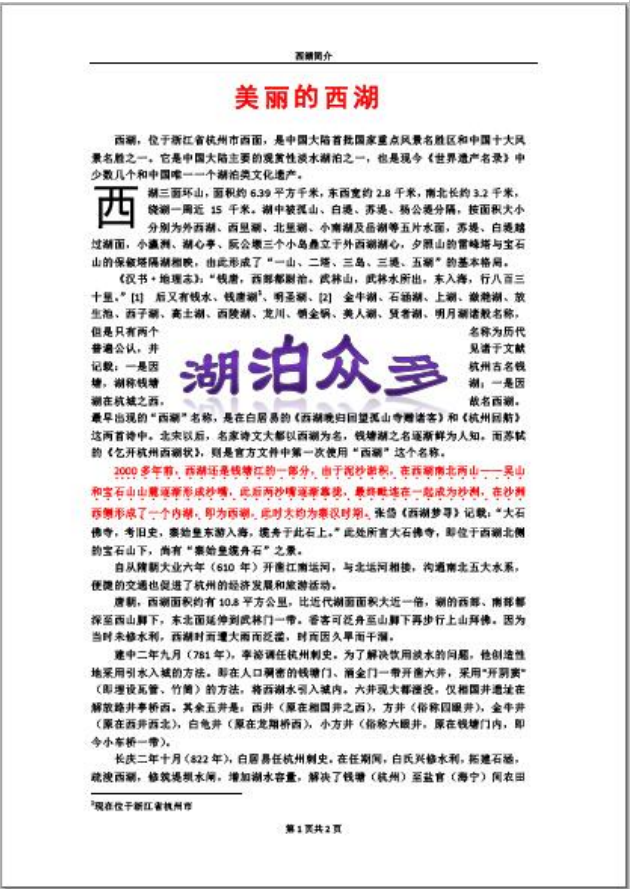 西湖简介
美丽的西湖
西湖，位于浙江省杭州市西面，是中国大陆首批国家重点风景名胜区和中国十大风
景名胜之一。它是中国大陆主要的观赏性淡水湖泊之一，也是现今《世界遗产名录》中
少数几个和中国唯一一个湖泊类文化遗产。
西 湖三面环山，面积约 6.39 平方千米，东西宽约 2.8 千米，南北长约 3.2 千米，
绕湖一周近 15 千米。湖中被孤山、白堤、苏堤、杨公堤分隔，按面积大小
分别为外西湖、西里湖、北里湖、小南湖及岳湖等五片水面，苏堤、白堤越
过湖面，小瀛洲、湖心亭、阮公墩三个小岛鼎立于外西湖湖心，夕照山的雷峰塔与宝石
山的保俶塔隔湖相映，由此形成了“一山、二塔、三岛、三堤、五湖”的基本格局。
《汉书·地理志》：“钱唐，西部都尉治。武林山，武林水所出，东入海，行八百三
十里。”[1] 后又有钱水、钱唐湖1、明圣湖、[2] 金牛湖、石涵湖、上湖、潋滟湖、放
生池、西子湖、高士湖、西陵湖、龙川、销金锅、美人湖、贤者湖、明月湖诸般名称，
但是只有两个 名称为历代
普遍公认，并 见诸于文献
记载：一是因 杭州古名钱
塘，湖称钱塘 湖；一是因
湖在杭城之西， 故名西湖。
湖泊众多
最早出现的“西湖”名称，是在白居易的《西湖晚归回望孤山寺赠诸客》和《杭州回舫》
这两首诗中。北宋以后，名家诗文大都以西湖为名，钱塘湖之名逐渐鲜为人知。而苏轼
的《乞开杭州西湖状》，则是官方文件中第一次使用“西湖”这个名称。
2000 多年前，西湖还是钱塘江的一部分，由于泥沙淤积，在西湖南北两山——吴山
和宝石山山麓逐渐形成沙嘴，此后两沙嘴逐渐靠拢，最终毗连在一起成为沙洲，在沙洲
西侧形成了一个内湖，即为西湖，此时大约为秦汉时期。张岱《西湖梦寻》记载：“大石
佛寺，考旧史，秦始皇东游入海，缆舟于此石上。”此处所言大石佛寺，即位于西湖北侧
的宝石山下，尚有“秦始皇缆舟石”之景。
自从隋朝大业六年（610 年）开凿江南运河，与北运河相接，沟通南北五大水系，
便捷的交通也促进了杭州的经济发展和旅游活动。
唐朝，西湖面积约有 10.8 平方公里，比近代湖面面积大近一倍，湖的西部、南部都
深至西山脚下，东北面延伸到武林门一带。香客可泛舟至山脚下再步行上山拜佛。因为
当时未修水利，西湖时而遭大雨而泛滥，时而因久旱而干涸。
建中二年九月（781 年），李泌调任杭州刺史。为了解决饮用淡水的问题，他创造性
地采用引水入城的方法。即在人口稠密的钱塘门、涌金门一带开凿六井，采用“开阴窦”
（即埋设瓦管、竹筒）的方法，将西湖水引入城内。六井现大都湮没，仅相国井遗址在
解放路井亭桥西。其余五井是：西井（原在相国井之西），方井（俗称四眼井），金牛井
（原在西井西北），白龟井（原在龙翔桥西），小方井（俗称六眼井，原在钱塘门内，即
今小车桥一带）。
长庆二年十月（822 年），白居易任杭州刺史。在任期间，白氏兴修水利，拓建石涵，
疏浚西湖，修筑堤坝水闸，增加湖水容量，解决了钱塘（杭州）至盐官（海宁）间农田
1现在位于浙江省杭州市
第 1 页共 2 页